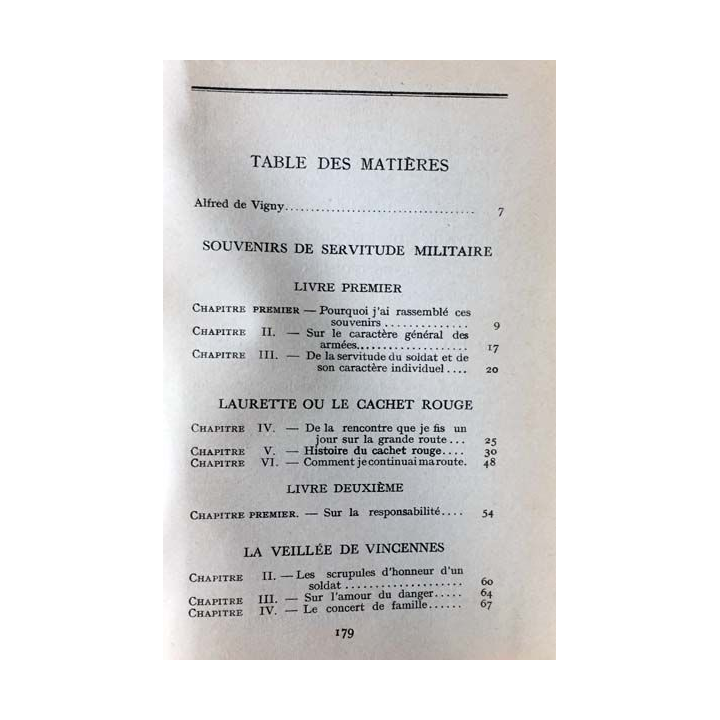 TABLE DES MATIÈRES
Alfred de Vigny..................................... 7
SOUVENIRS DE SERVITUDE MILITAIRE
LIVRE PREMIER
CHAPITRE PREMIER — Pourquoi j'ai rassemblé ces
souvenirs .............. 9
CHAPITRE II. — Sur le caractère général des
armées..................... 17
CHAPITRE III. — De la servitude du soldat et de
son caractère individuel .... 20
LAURETTE OU LE CACHET ROUGE
CHAPITRE IV. — De la rencontre que je fis un
jour sur la grande route ... 25
CHAPITRE V. — Histoire du cachet rouge.... 30
CHAPITRE VI. — Comment je continuai ma route. 48
LIVRE DEUXIÈME
CHAPITRE PREMIER. — Sur la responsabilité.... 54
LA VEILLÉE DE VINCENNES
CHAPITRE II. — Les scrupules d'honneur d'un
soldat ..................... 60
CHAPITRE III. — Sur l'amour du danger..... 64
CHAPITRE IV. — Le concert de famille...... 67
179